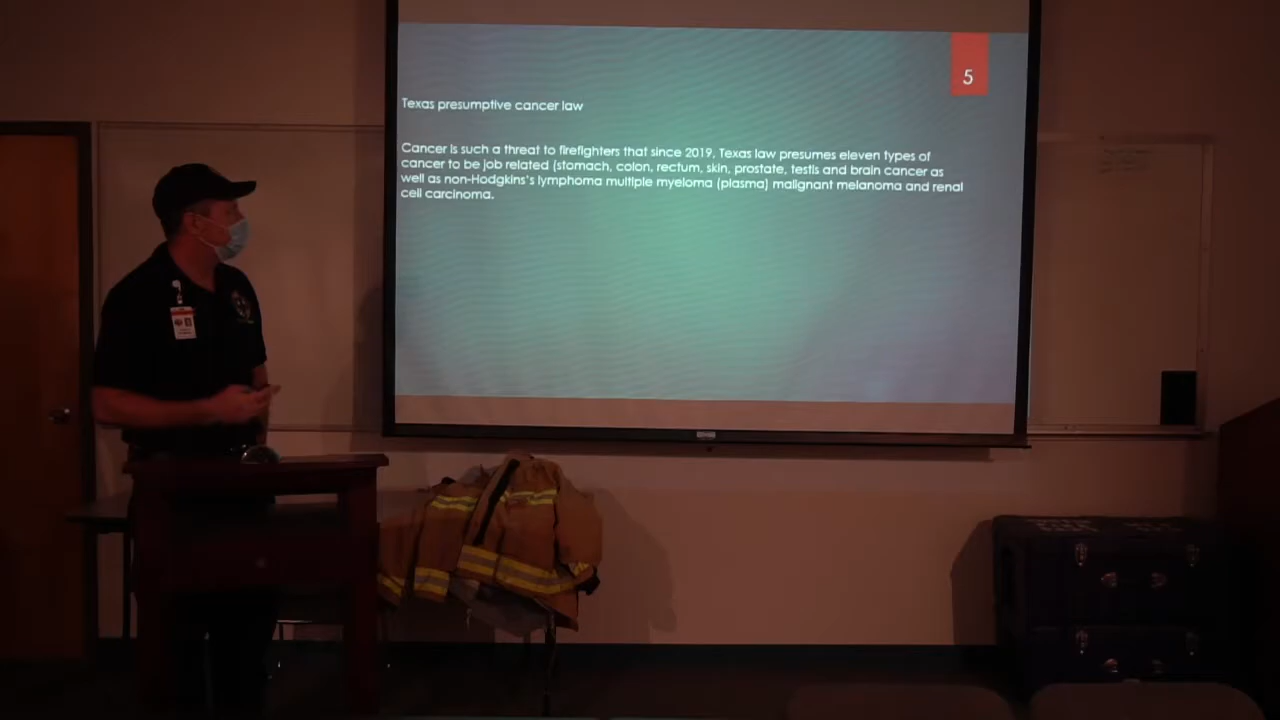 5
Texas presumptive cancer law
Cancer is such a threat to firefighters that since 2019, Texas law presumes eleven types of
cancer to be job related (stomach, colon, rectum, skin, prostate, testis and brain cancer as
well as non-Hodgkins's lymphoma multiple myeloma (plasma) malignant melanoma and renal
cell carcinoma.